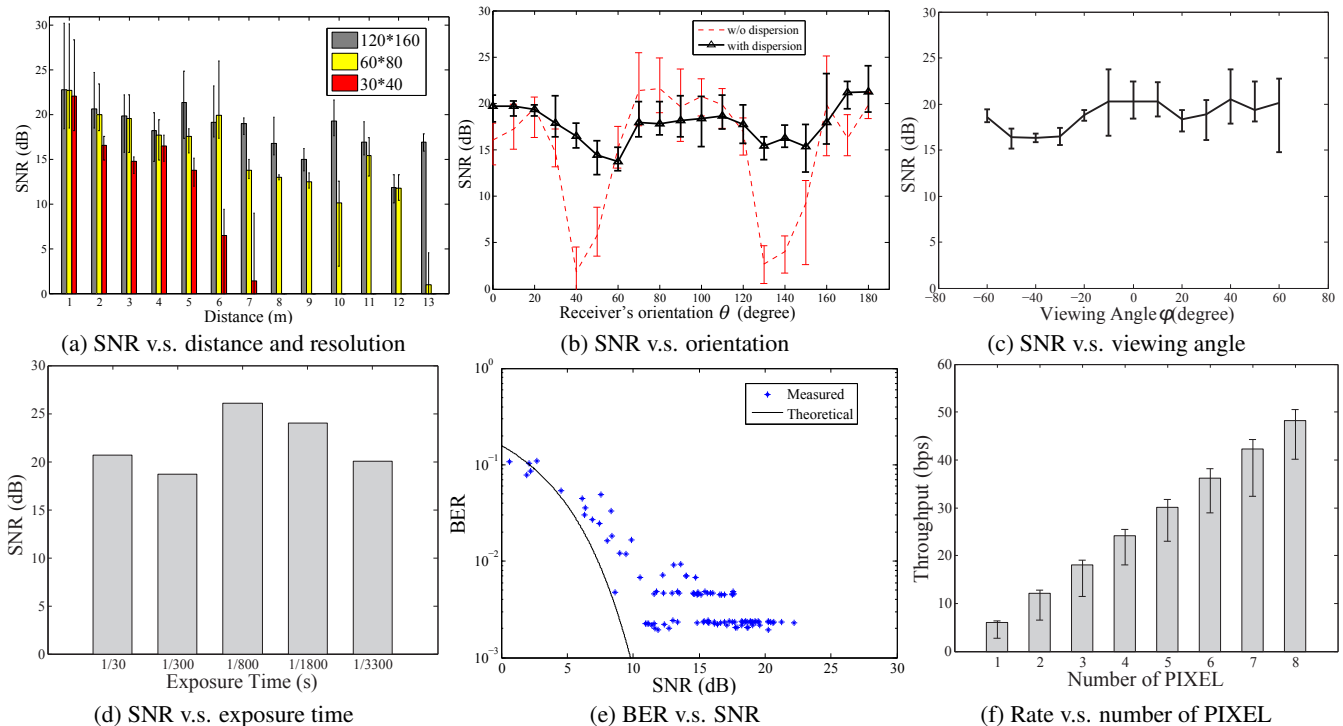 30
25
20
15
10
5
0
SNR (dB)
120*160
60*80
30*40
1 2 3 4 5 6 7 8 9 10 11 12 13
Distance (m)
(a) SNR v.s. distance and resolution
30
25
20
15
10
5
0
SNR (dB)
w/o dispersion
with dispersion
0 20 40 60 80 100 120 140 160 180
Receiver's orientation θ (degree)
(b) SNR v.s. orientation
30
25
20
15
10
5
0
SNR (dB)
−80 −60 −40 −20 0 20 40 60 80
Viewing Angle φ(degree)
(c) SNR v.s. viewing angle
30
25
20
15
10
5
0
SNR (dB)
1/30 1/300 1/800 1/1800 1/3300
Exposure Time (s)
(d) SNR v.s. exposure time
10⁰
10⁻¹
10⁻²
10⁻³
BER
Measured
Theoretical
0 5 10 15 20 25 30
SNR (dB)
(e) BER v.s. SNR
60
50
40
30
20
10
0
Throughput (bps)
1 2 3 4 5 6 7 8
Number of PIXEL
(f) Rate v.s. number of PIXEL